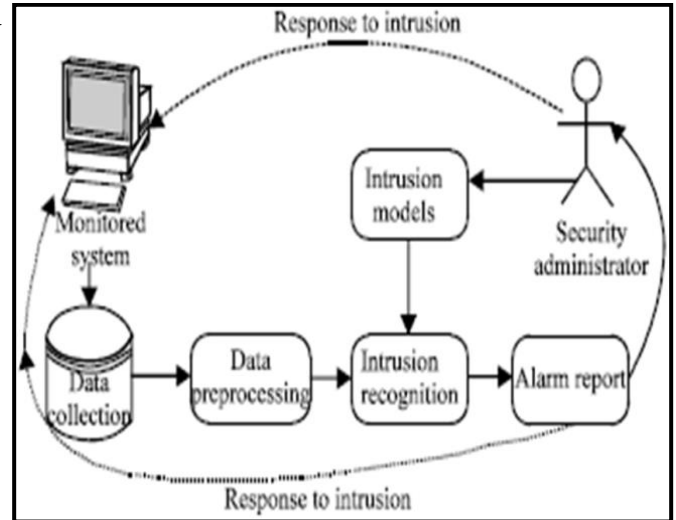 Response to intrusion
Monitored
system
Intrusion
models
Security
administrator
Data
collection
Data
preprocessing
Intrusion
recognition
Alarm report
Response to intrusion